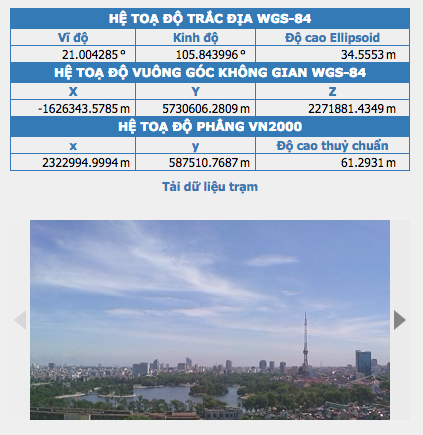 HỆ TOẠ ĐỘ TRẮC ĐỊA WGS-84
Vĩ độ Kinh độ Độ cao Ellipsoid
21.004285 º 105.843996 º 34.5553 m
HỆ TOẠ ĐỘ VUÔNG GÓC KHÔNG GIAN WGS-84
X Y Z
-1626343.5785 m 5730606.2809 m 2271881.4349 m
HỆ TOẠ ĐỘ PHẲNG VN2000
x y Độ cao thuỷ chuẩn
2322994.9994 m 587510.7687 m 61.2931 m
Tải dữ liệu trạm